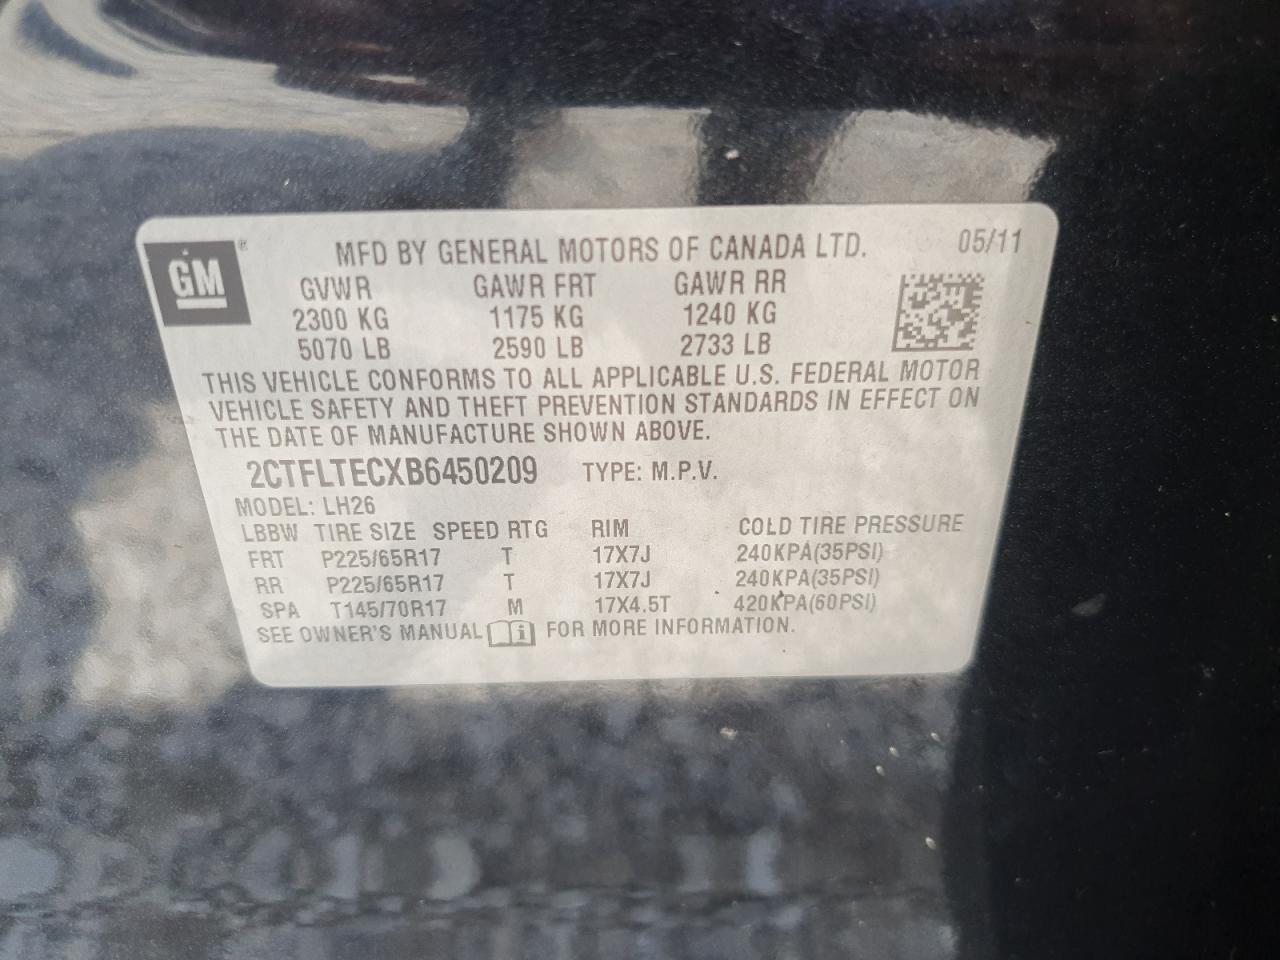 GM ® MFD BY GENERAL MOTORS OF CANADA LTD. 05/11
GVWR GAWR FRT GAWR RR
2300 KG 1175 KG 1240 KG
5070 LB 2590 LB 2733 LB
THIS VEHICLE CONFORMS TO ALL APPLICABLE U.S. FEDERAL MOTOR
VEHICLE SAFETY AND THEFT PREVENTION STANDARDS IN EFFECT ON
THE DATE OF MANUFACTURE SHOWN ABOVE.
2CTFLTECXB6450209 TYPE: M.P.V.
MODEL: LH26
LBBW TIRE SIZE SPEED RTG RIM COLD TIRE PRESSURE
FRT P225/65R17 T 17X7J 240KPA(35PSI)
RR P225/65R17 T 17X7J 240KPA(35PSI)
SPA T145/70R17 M 17X4.5T 420KPA(60PSI)
SEE OWNER'S MANUAL i FOR MORE INFORMATION.